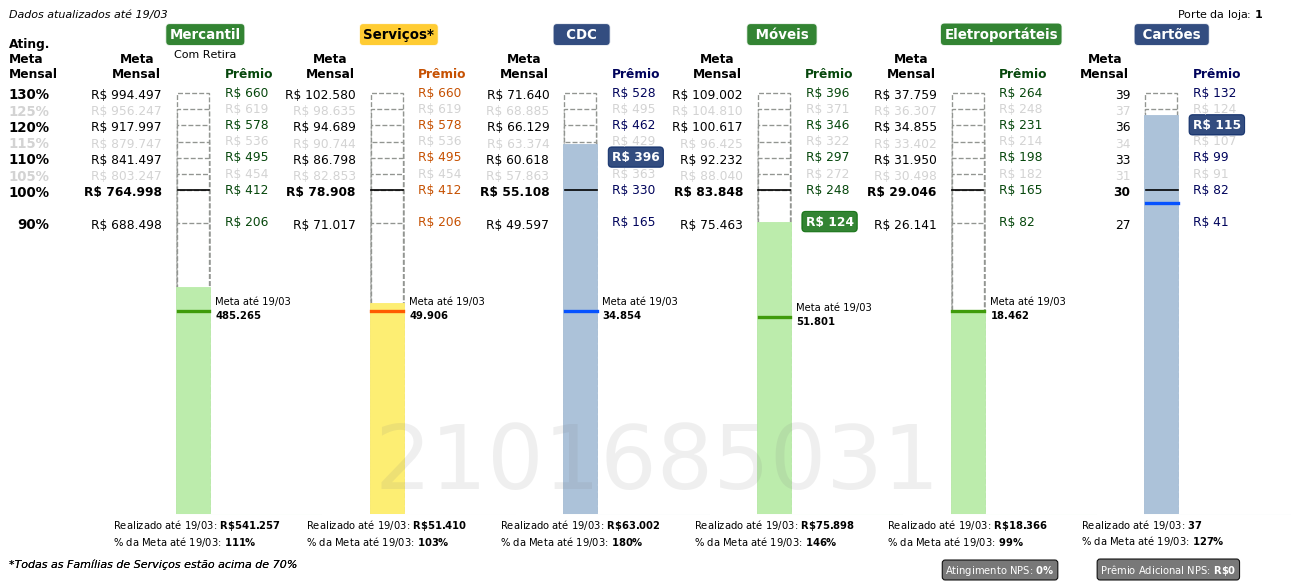 Dados atualizados até 19/03
Porte da loja: 1
Mercantil Serviços* CDC Móveis Eletroportáteis Cartões
Com Retira
Ating. Meta Mensal
Meta Mensal Prêmio Meta Mensal Prêmio Meta Mensal Prêmio Meta Mensal Prêmio Meta Mensal Prêmio Meta Mensal Prêmio
130% R$ 994.497 R$ 660 R$ 102.580 R$ 660 R$ 71.640 R$ 528 R$ 109.002 R$ 396 R$ 37.759 R$ 264 39 R$ 132
125% R$ 956.247 R$ 619 R$ 98.635 R$ 619 R$ 68.885 R$ 495 R$ 104.810 R$ 371 R$ 36.307 R$ 248 37 R$ 124
120% R$ 917.997 R$ 578 R$ 94.689 R$ 578 R$ 66.129 R$ 462 R$ 100.617 R$ 346 R$ 34.855 R$ 231 36 R$ 115
115% R$ 879.747 R$ 536 R$ 90.744 R$ 536 R$ 63.374 R$ 429 R$ 96.425 R$ 322 R$ 33.402 R$ 214 34 R$ 107
110% R$ 841.497 R$ 495 R$ 86.798 R$ 495 R$ 60.618 R$ 396 R$ 92.232 R$ 297 R$ 31.950 R$ 198 33 R$ 99
105% R$ 803.247 R$ 454 R$ 82.853 R$ 454 R$ 57.863 R$ 363 R$ 88.040 R$ 272 R$ 30.498 R$ 182 31 R$ 91
100% R$ 764.998 R$ 412 R$ 78.908 R$ 412 R$ 55.108 R$ 330 R$ 83.848 R$ 248 R$ 29.046 R$ 165 30 R$ 82
90% R$ 688.498 R$ 206 R$ 71.017 R$ 206 R$ 49.597 R$ 165 R$ 75.463 R$ 124 R$ 26.141 R$ 82 27 R$ 41
Meta até 19/03 Meta até 19/03 Meta até 19/03 Meta até 19/03 Meta até 19/03
485.265 49.906 34.854 51.801 18.462
2101685031
Realizado até 19/03: R$541.257 Realizado até 19/03: R$51.410 Realizado até 19/03: R$63.002 Realizado até 19/03: R$75.898 Realizado até 19/03: R$18.366 Realizado até 19/03: 37
% da Meta até 19/03: 111% % da Meta até 19/03: 103% % da Meta até 19/03: 180% % da Meta até 19/03: 146% % da Meta até 19/03: 99% % da Meta até 19/03: 127%
*Todas as Famílias de Serviços estão acima de 70%
Atingimento NPS: 0% Prêmio Adicional NPS: R$0